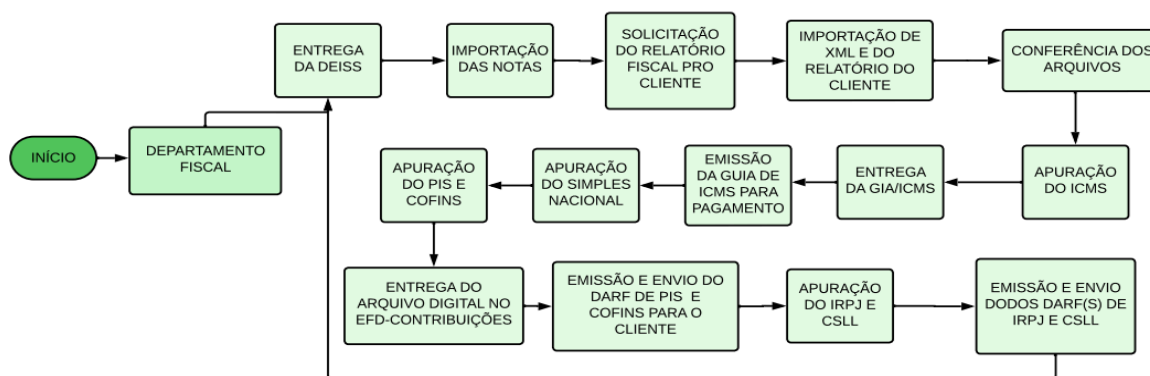 INÍCIO
DEPARTAMENTO
FISCAL
ENTREGA
DA DEISS
IMPORTAÇÃO
DAS NOTAS
SOLICITAÇÃO
DO RELATÓRIO
FISCAL PRO
CLIENTE
IMPORTAÇÃO DE
XML E DO
RELATÓRIO DO
CLIENTE
CONFERÊNCIA DOS
ARQUIVOS
APURAÇÃO
DO ICMS
ENTREGA
DA GIA/ICMS
EMISSÃO
DA GUIA DE
ICMS PARA
PAGAMENTO
APURAÇÃO
DO SIMPLES
NACIONAL
APURAÇÃO
DO PIS E
COFINS
ENTREGA DO
ARQUIVO DIGITAL NO
EFD-CONTRIBUIÇÕES
EMISSÃO E ENVIO DO
DARF DE PIS E
COFINS PARA O
CLIENTE
APURAÇÃO
DO IRPJ E
CSLL
EMISSÃO E ENVIO
DODOS DARF(S) DE
IRPJ E CSLL